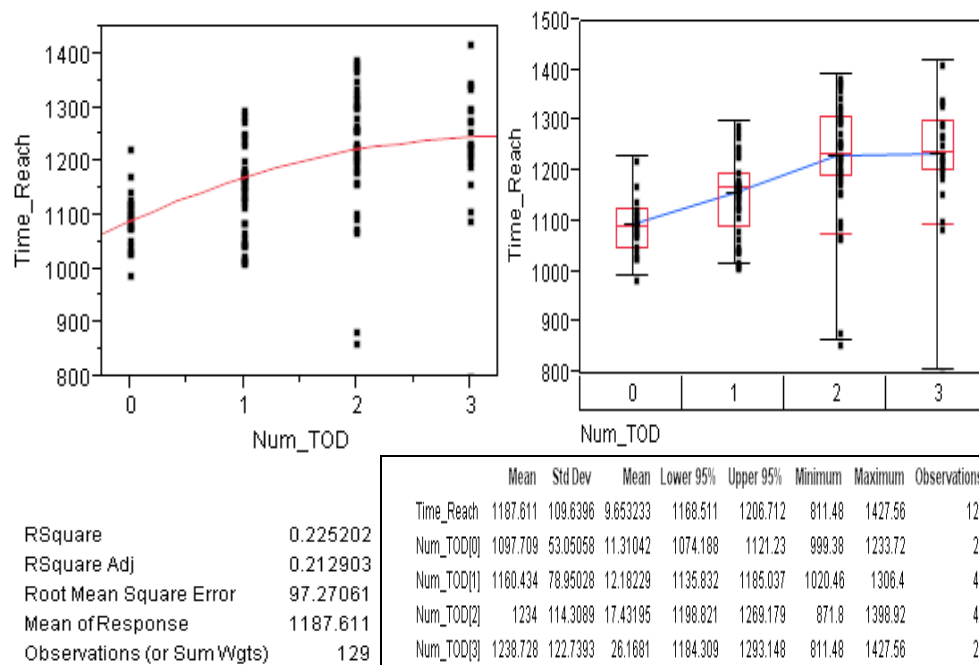 Time_Reach
1400
1300
1200
1100
1000
900
800
0 1 2 3
Num_TOD
Time_Reach
1500
1400
1300
1200
1100
1000
900
800
0 1 2 3
Num_TOD
RSquare 0.225202
RSquare Adj 0.212903
Root Mean Square Error 97.27061
Mean of Response 1187.611
Observations (or Sum Wgts) 129
Mean Std Dev Mean Lower 95% Upper 95% Minimum Maximum Observations
Time_Reach 1187.611 109.6396 9.653233 1168.511 1206.712 811.48 1427.56 12
Num_TOD[0] 1097.709 53.05058 11.31042 1074.188 1121.23 999.38 1233.72 2
Num_TOD[1] 1160.434 78.95028 12.18229 1135.832 1185.037 1020.46 1306.4 4
Num_TOD[2] 1234 114.3089 17.43195 1198.821 1269.179 871.8 1398.92 4
Num_TOD[3] 1238.728 122.7393 26.1681 1184.309 1293.148 811.48 1427.56 2